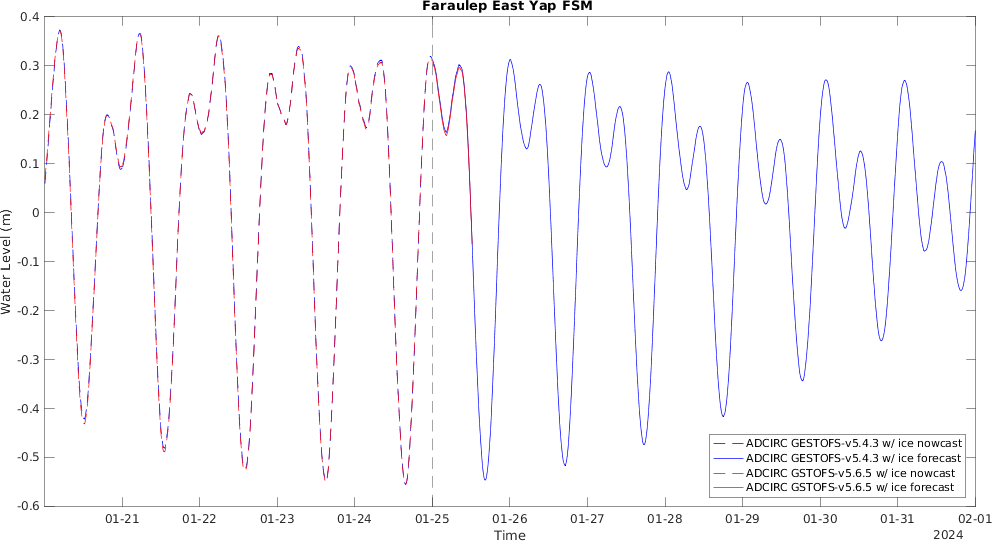 Faraulep East Yap FSM
0.4
0.3
0.2
0.1
0
-0.1
-0.2
-0.3
-0.4
-0.5
-0.6
Water Level (m)
01-21 01-22 01-23 01-24 01-25 01-26 01-27 01-28 01-29 01-30 01-31 02-01
Time
2024
ADCIRC GESTOFS-v5.4.3 w/ ice nowcast
ADCIRC GESTOFS-v5.4.3 w/ ice forecast
ADCIRC GSTOFS-v5.6.5 w/ ice nowcast
ADCIRC GSTOFS-v5.6.5 w/ ice forecast